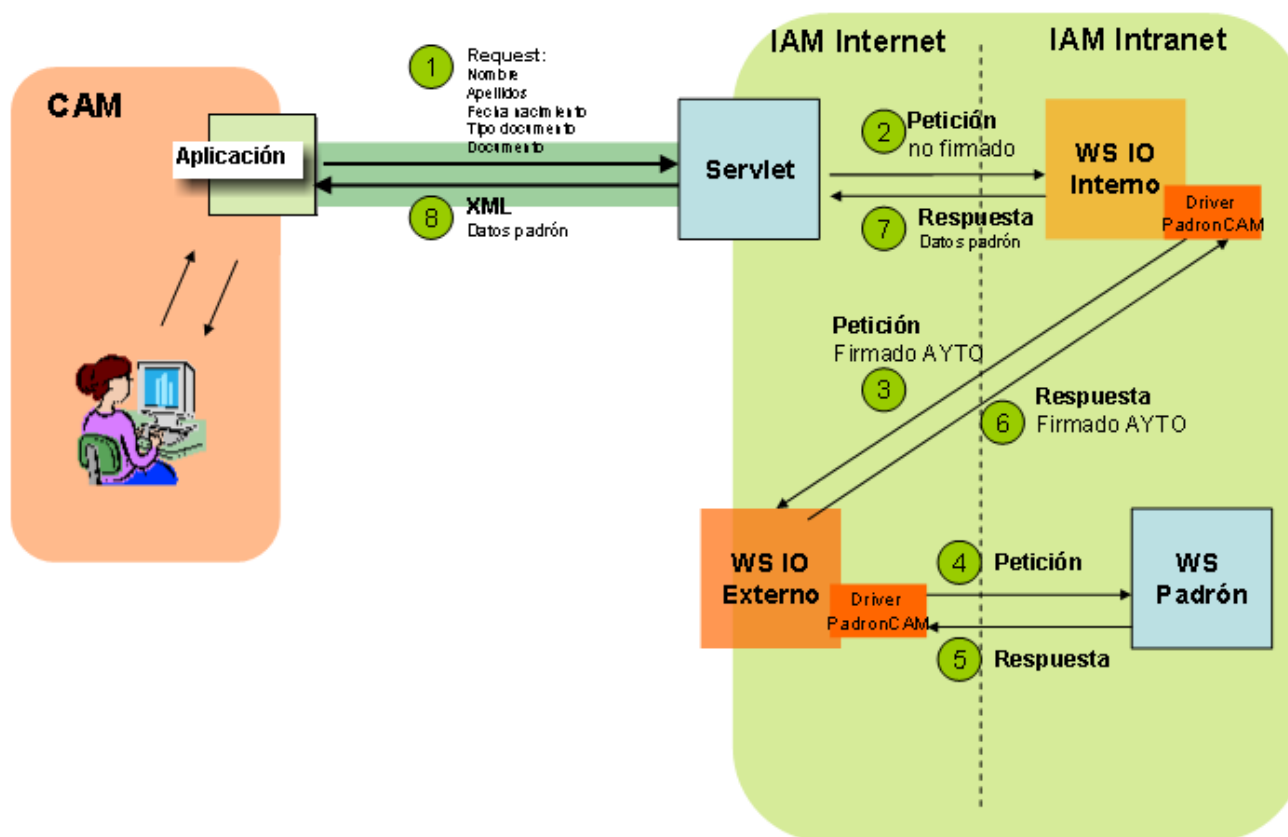 CAM
Aplicación
1
Request:
Nombre
Apellidos
Fecha nacimiento
Tipo documento
Documento
8
XML
Datos padrón
IAM Internet
IAM Intranet
Servlet
2
Petición
no firmado
WS IO
Interno
Driver
PadronCAM
7
Respuesta
Datos padrón
Petición
Firmado AYTO
3
Respuesta
6
Firmado AYTO
WS IO
Externo
Driver
PadronCAM
4
Petición
WS
Padrón
5
Respuesta